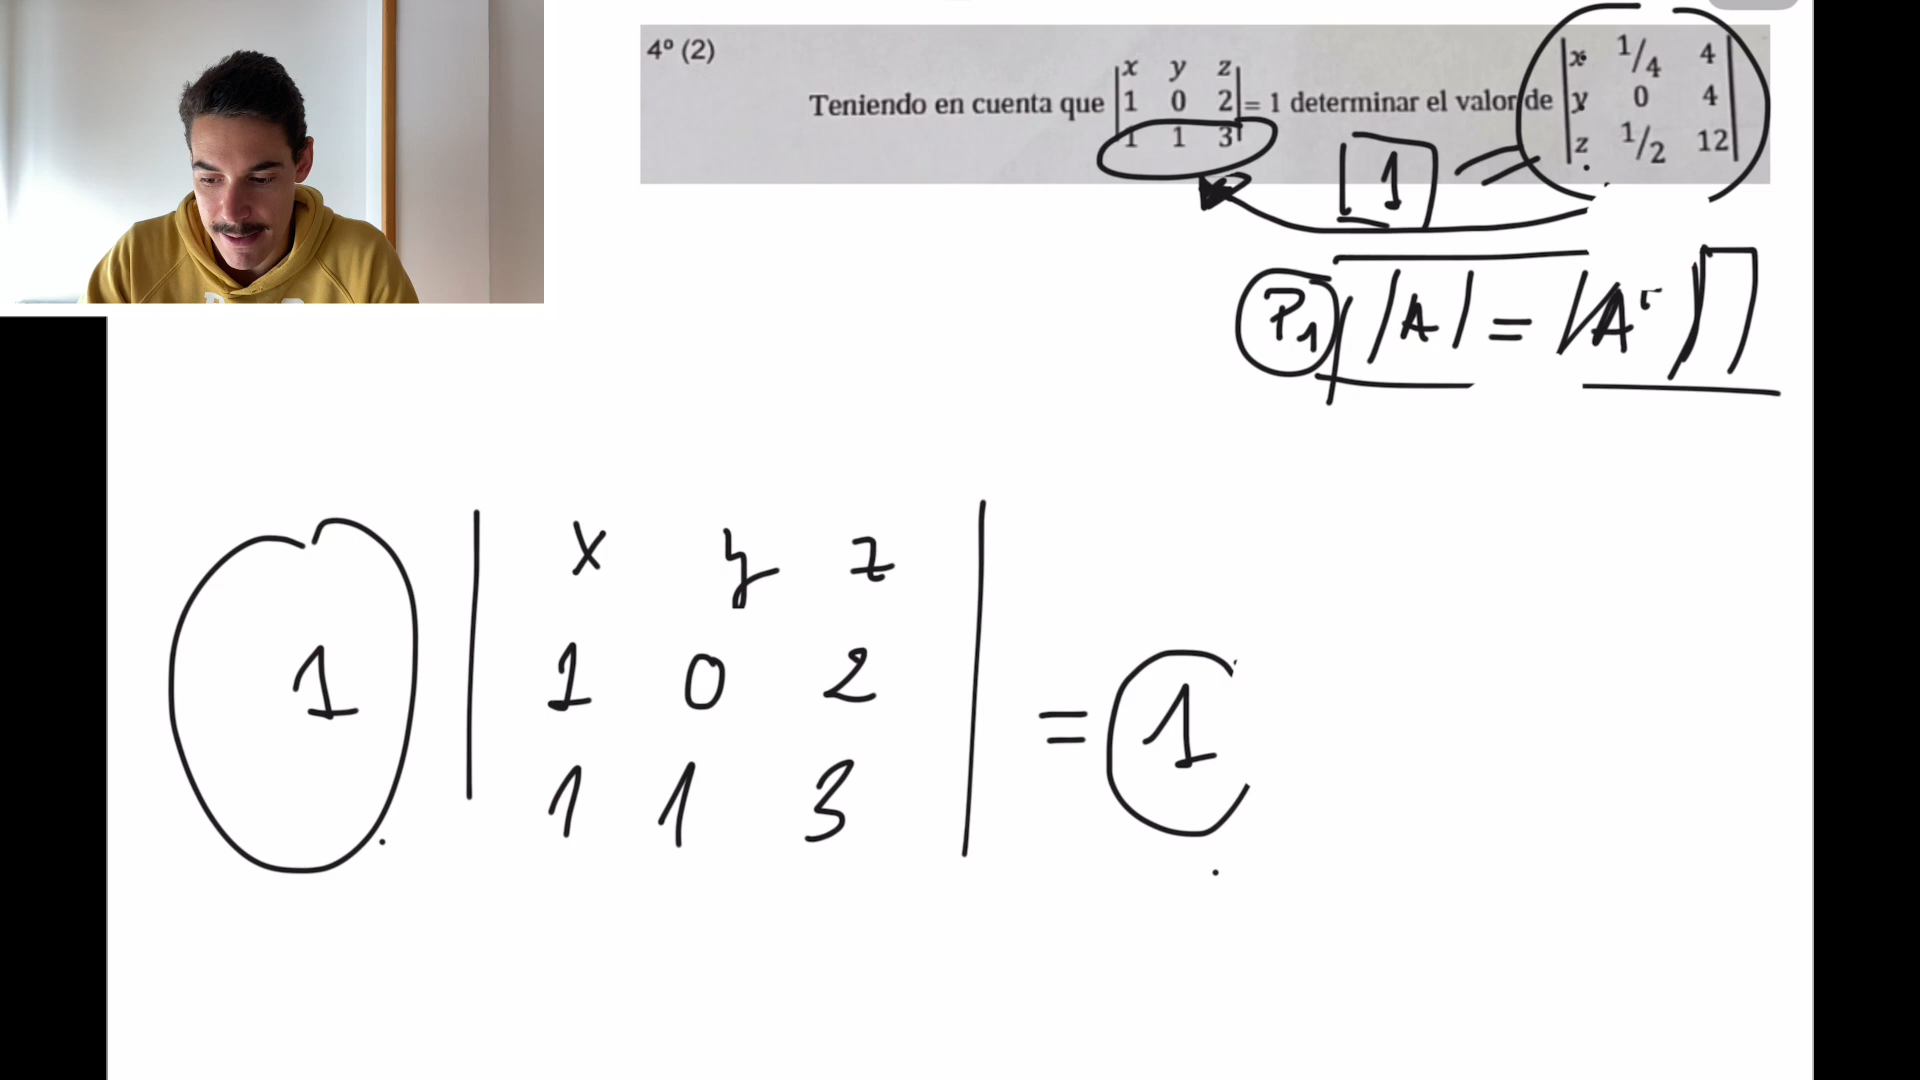 4º (2)
Teniendo en cuenta que |x y z| = 1 determinar el valor de |x 1/4 4|
|1 0 2| |y 0 4|
|1 1 3| |z 1/2 12|
1 =
P1 |A| = |A
x y z
1 1 0 2 = 1
1 1 3